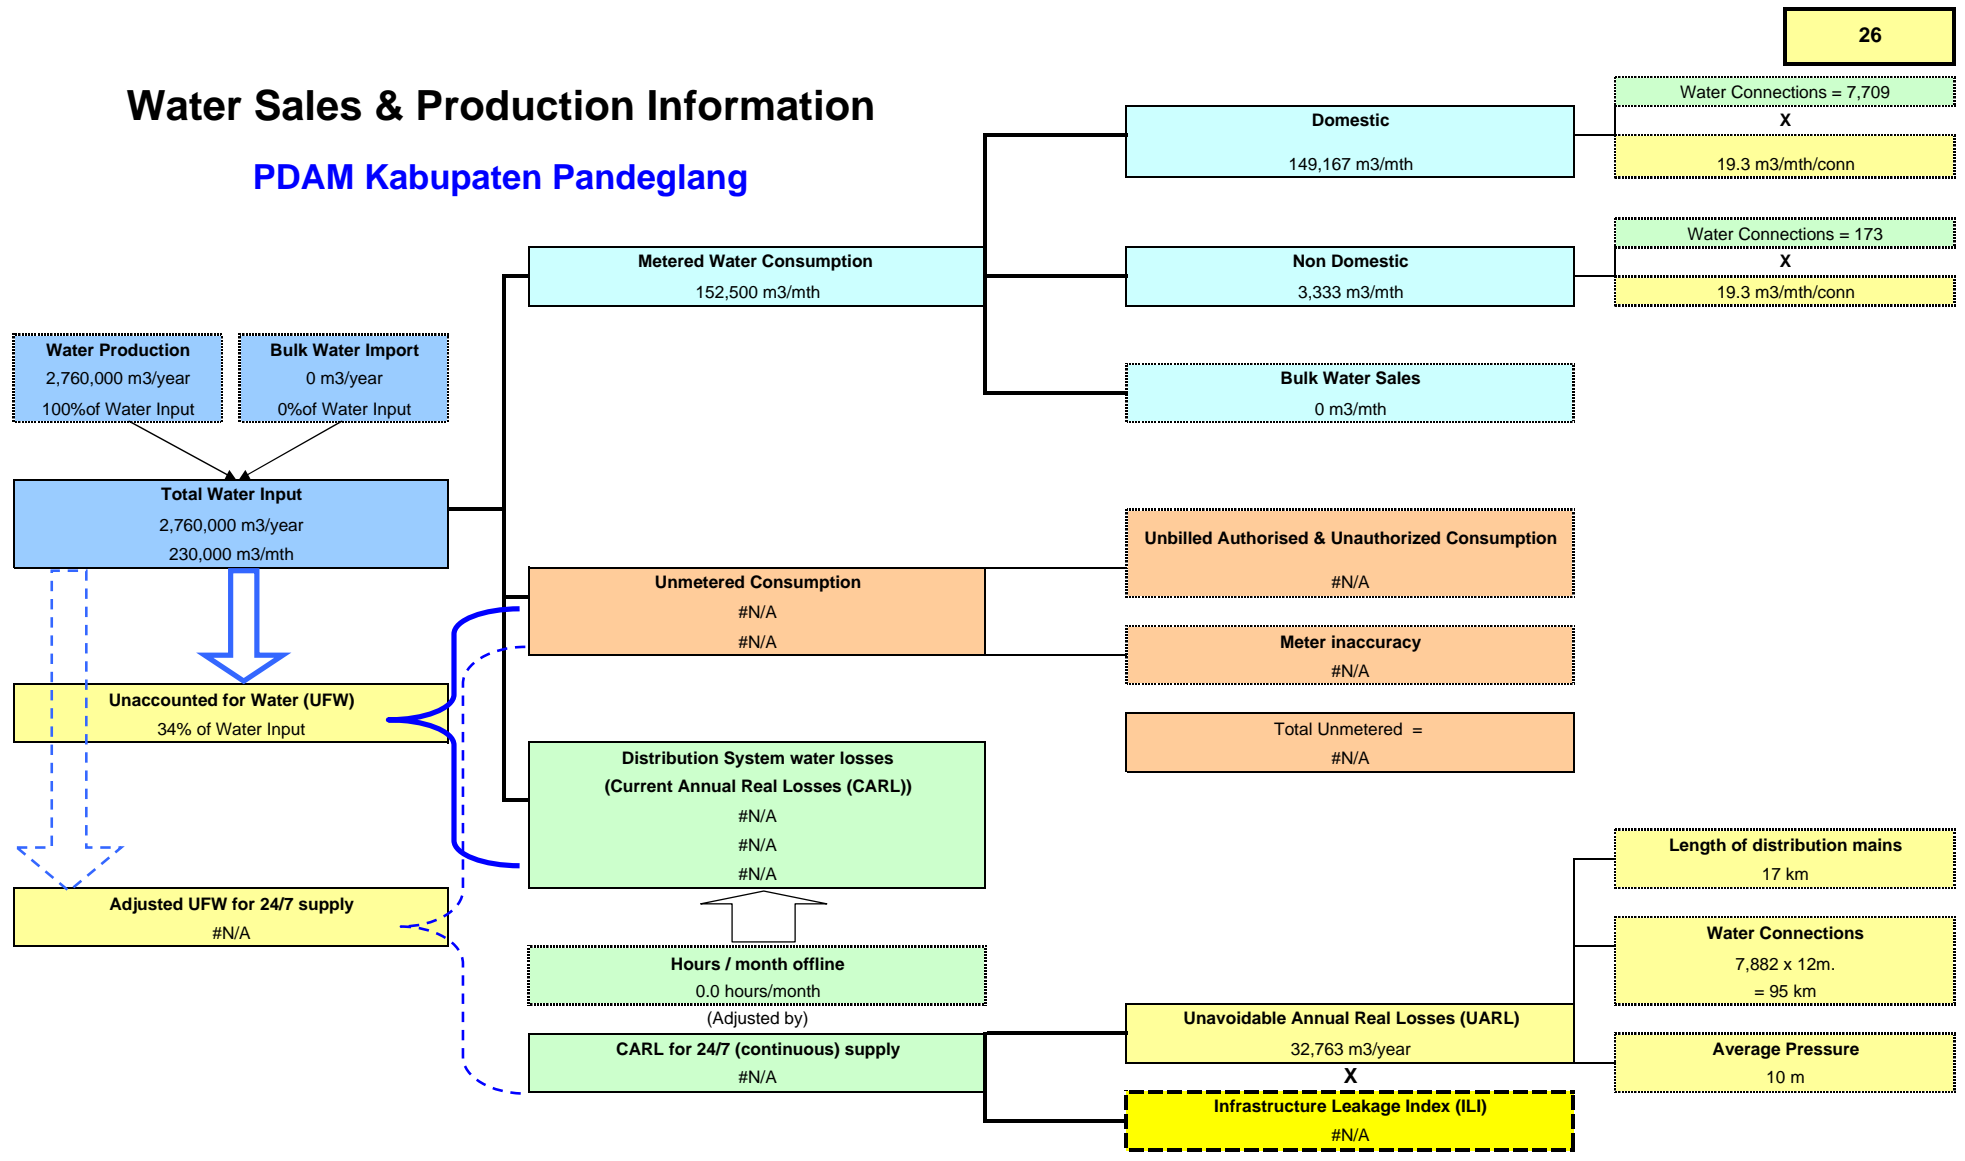 26
Water Sales & Production Information
PDAM Kabupaten Pandeglang
Water Connections = 7,709
Domestic
X
149,167 m3/mth
19.3 m3/mth/conn
Water Connections = 173
Metered Water Consumption
Non Domestic
X
152,500 m3/mth
3,333 m3/mth
19.3 m3/mth/conn
Water Production
2,760,000 m3/year
100%of Water Input
Bulk Water Import
0 m3/year
0%of Water Input
Bulk Water Sales
0 m3/mth
Total Water Input
2,760,000 m3/year
230,000 m3/mth
Unbilled Authorised & Unauthorized Consumption
#N/A
Unmetered Consumption
#N/A
#N/A
Meter inaccuracy
#N/A
Unaccounted for Water (UFW)
34% of Water Input
Total Unmetered =
#N/A
Distribution System water losses
(Current Annual Real Losses (CARL))
#N/A
#N/A
#N/A
Length of distribution mains
17 km
Adjusted UFW for 24/7 supply
#N/A
Water Connections
7,882 x 12m.
= 95 km
Hours / month offline
0.0 hours/month
(Adjusted by)
CARL for 24/7 (continuous) supply
#N/A
Unavoidable Annual Real Losses (UARL)
32,763 m3/year
X
Average Pressure
10 m
Infrastructure Leakage Index (ILI)
#N/A